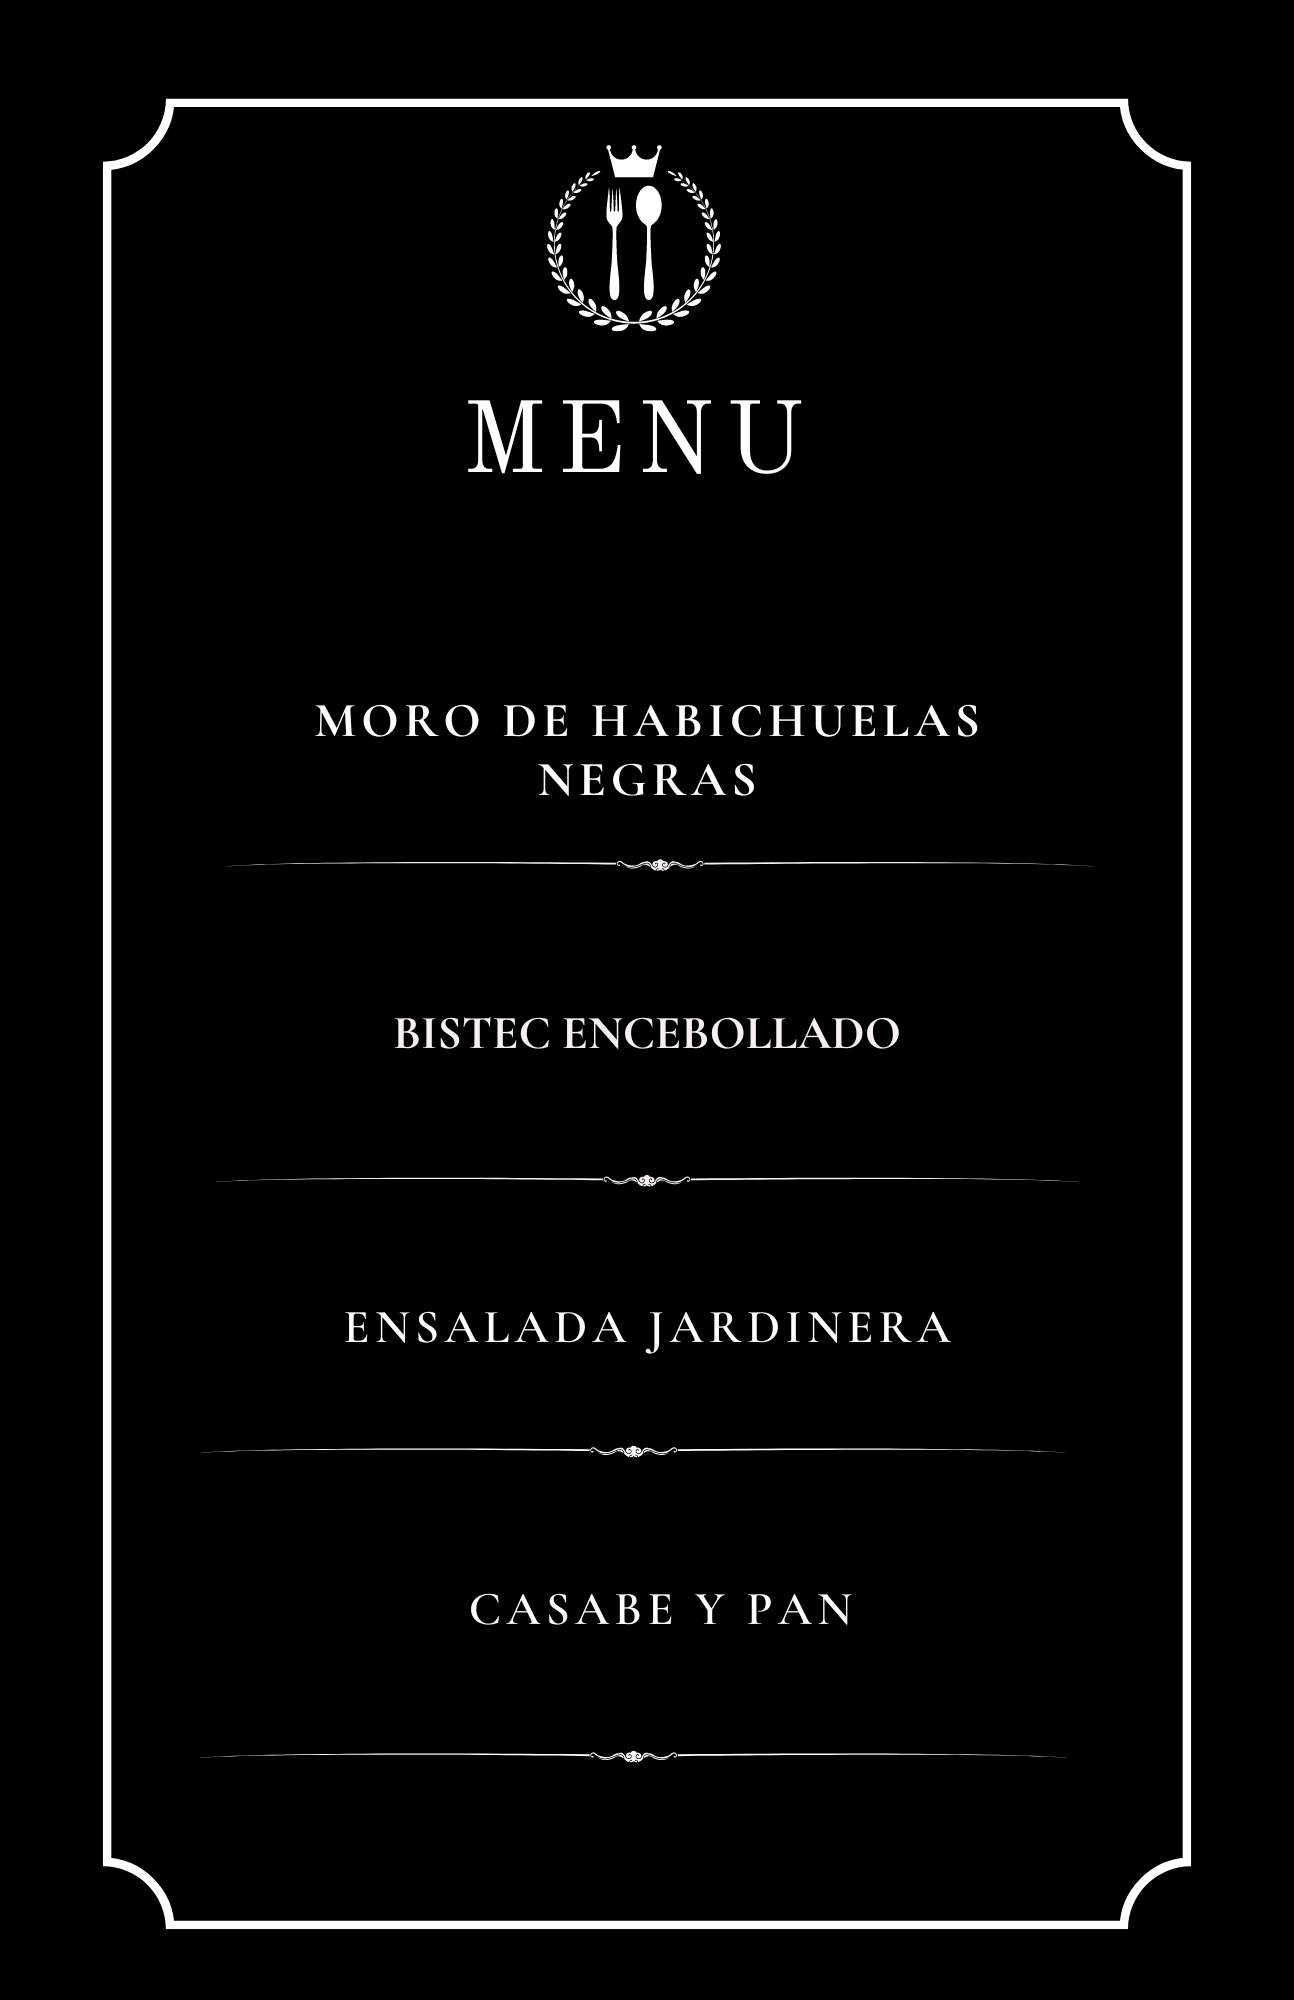 MENU
MORO DE HABICHUELAS
NEGRAS
BISTEC ENCEBOLLADO
ENSALADA JARDINERA
CASABE Y PAN